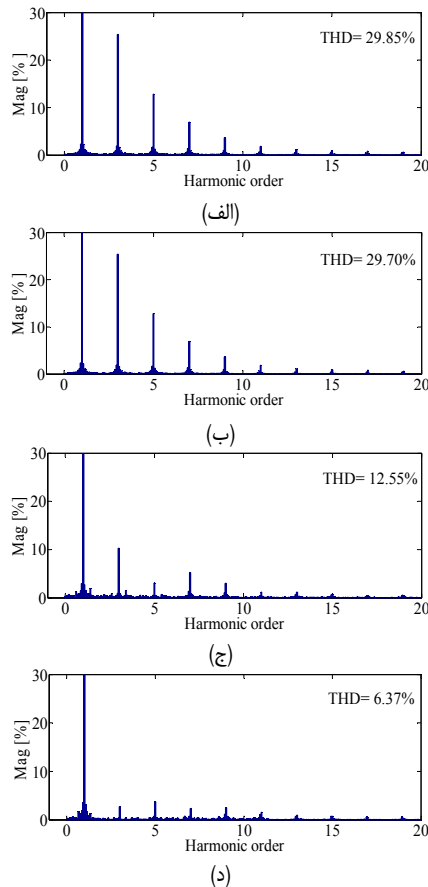 30
THD= 29.85%
20
Mag [%]
10
0
0 5 10 15 20
Harmonic order
(الف)
30
THD= 29.70%
20
Mag [%]
10
0
0 5 10 15 20
Harmonic order
(ب)
30
THD= 12.55%
20
Mag [%]
10
0
0 5 10 15 20
Harmonic order
(ج)
30
THD= 6.37%
20
Mag [%]
10
0
0 5 10 15 20
Harmonic order
(د)